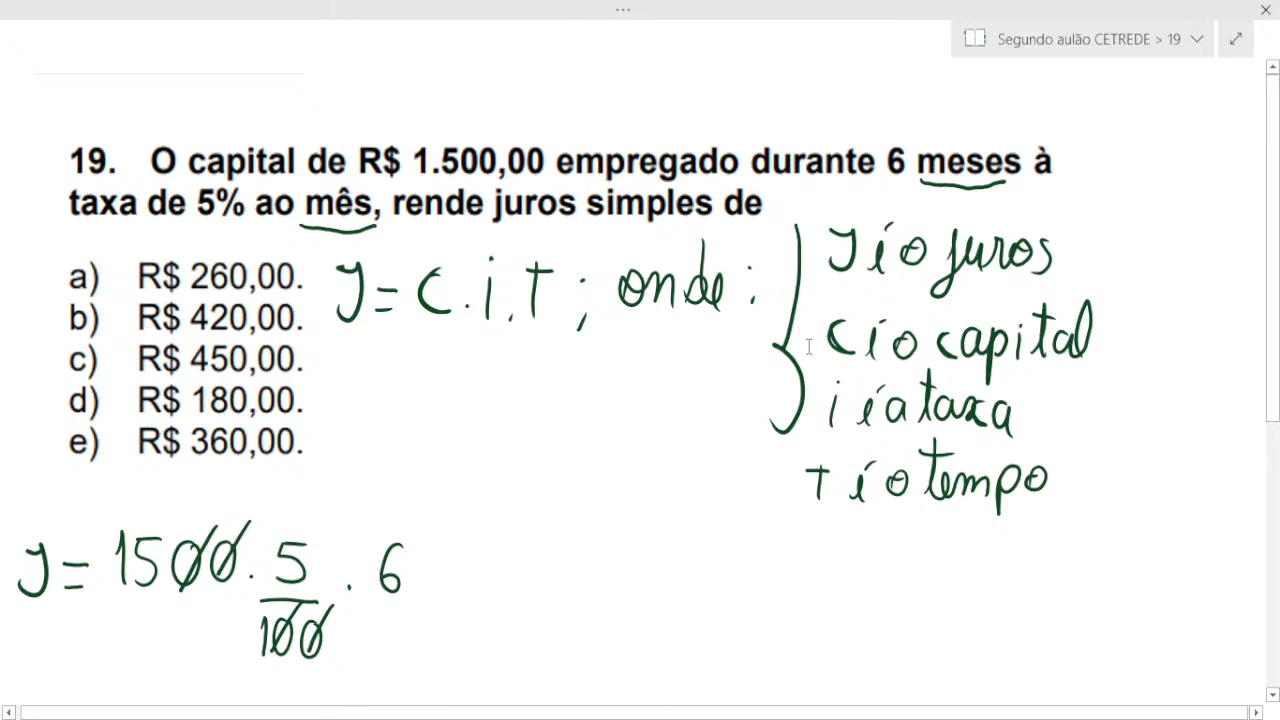 Segundo aulão CETREDE > 19
19. O capital de R$ 1.500,00 empregado durante 6 meses à
taxa de 5% ao mês, rende juros simples de
a) R$ 260,00.
b) R$ 420,00.
c) R$ 450,00.
d) R$ 180,00.
e) R$ 360,00.
J = C . i . T ; onde :
J é o juros
C é o capital
i é a taxa
T é o tempo
J = 1500 . 5/100 . 6